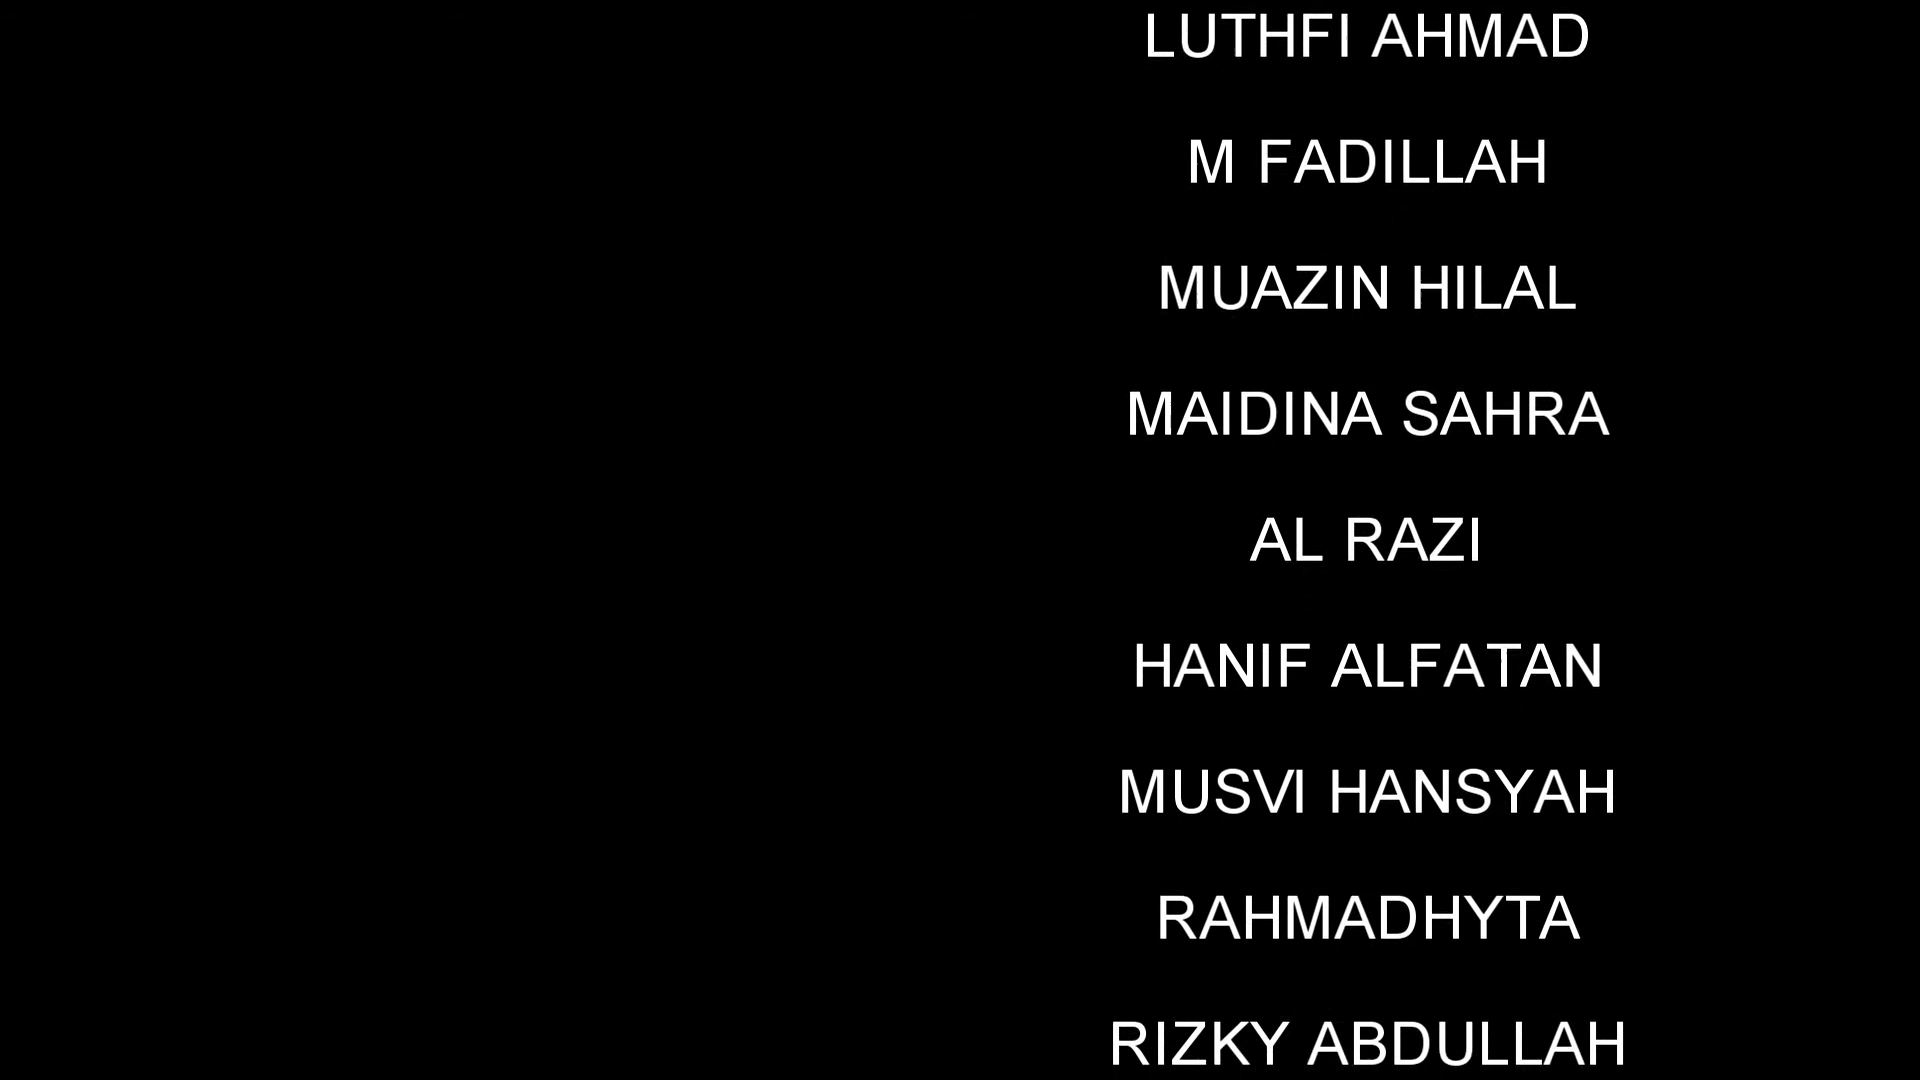 LUTHFI AHMAD
M FADILLAH
MUAZIN HILAL
MAIDINA SAHRA
AL RAZI
HANIF ALFATAN
MUSVI HANSYAH
RAHMADHYTA
RIZKY ABDULLAH